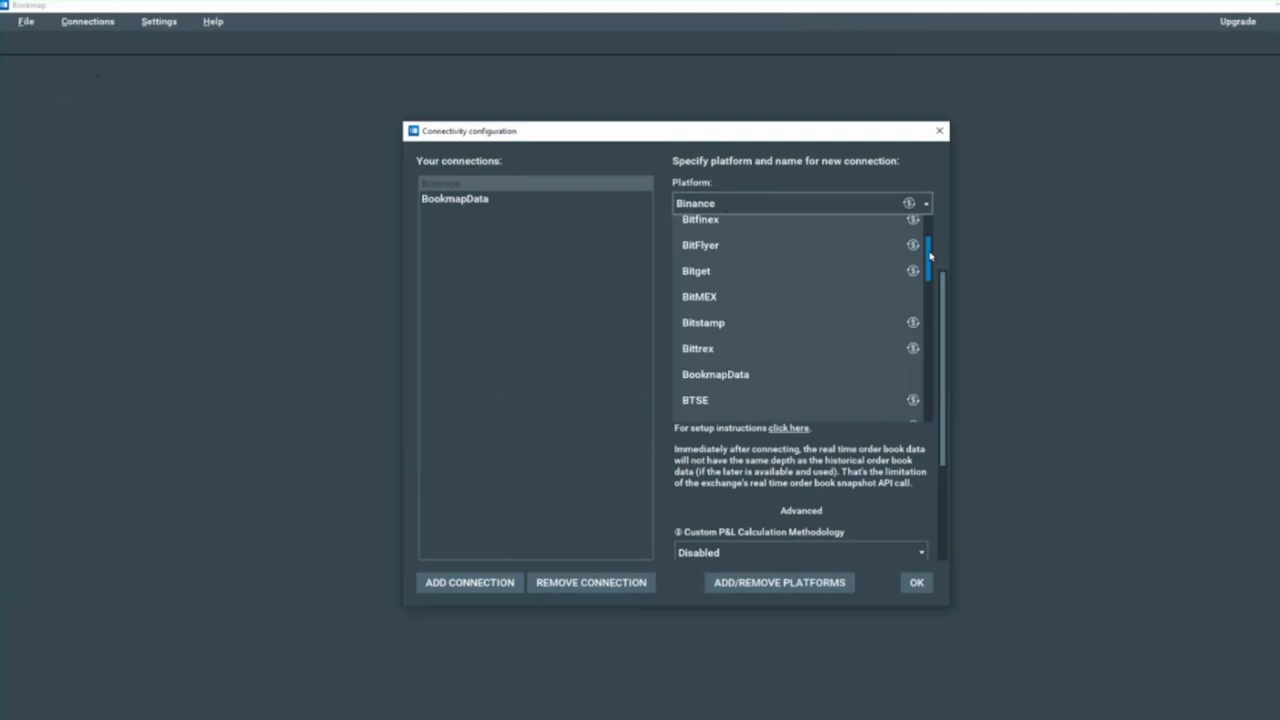 Bookmap
File Connections Settings Help Upgrade
Connectivity configuration
Your connections:
Binance
BookmapData
Specify platform and name for new connection:
Platform:
Binance
Bitfinex
BitFlyer
Bitget
BitMEX
Bitstamp
Bittrex
BookmapData
BTSE
For setup instructions click here.
Immediately after connecting, the real time order book data
will not have the same depth as the historical order book
data (if the later is available and used). That's the limitation
of the exchange's real time order book snapshot API call.
Advanced
Custom P&L Calculation Methodology
Disabled
ADD CONNECTION REMOVE CONNECTION ADD/REMOVE PLATFORMS OK